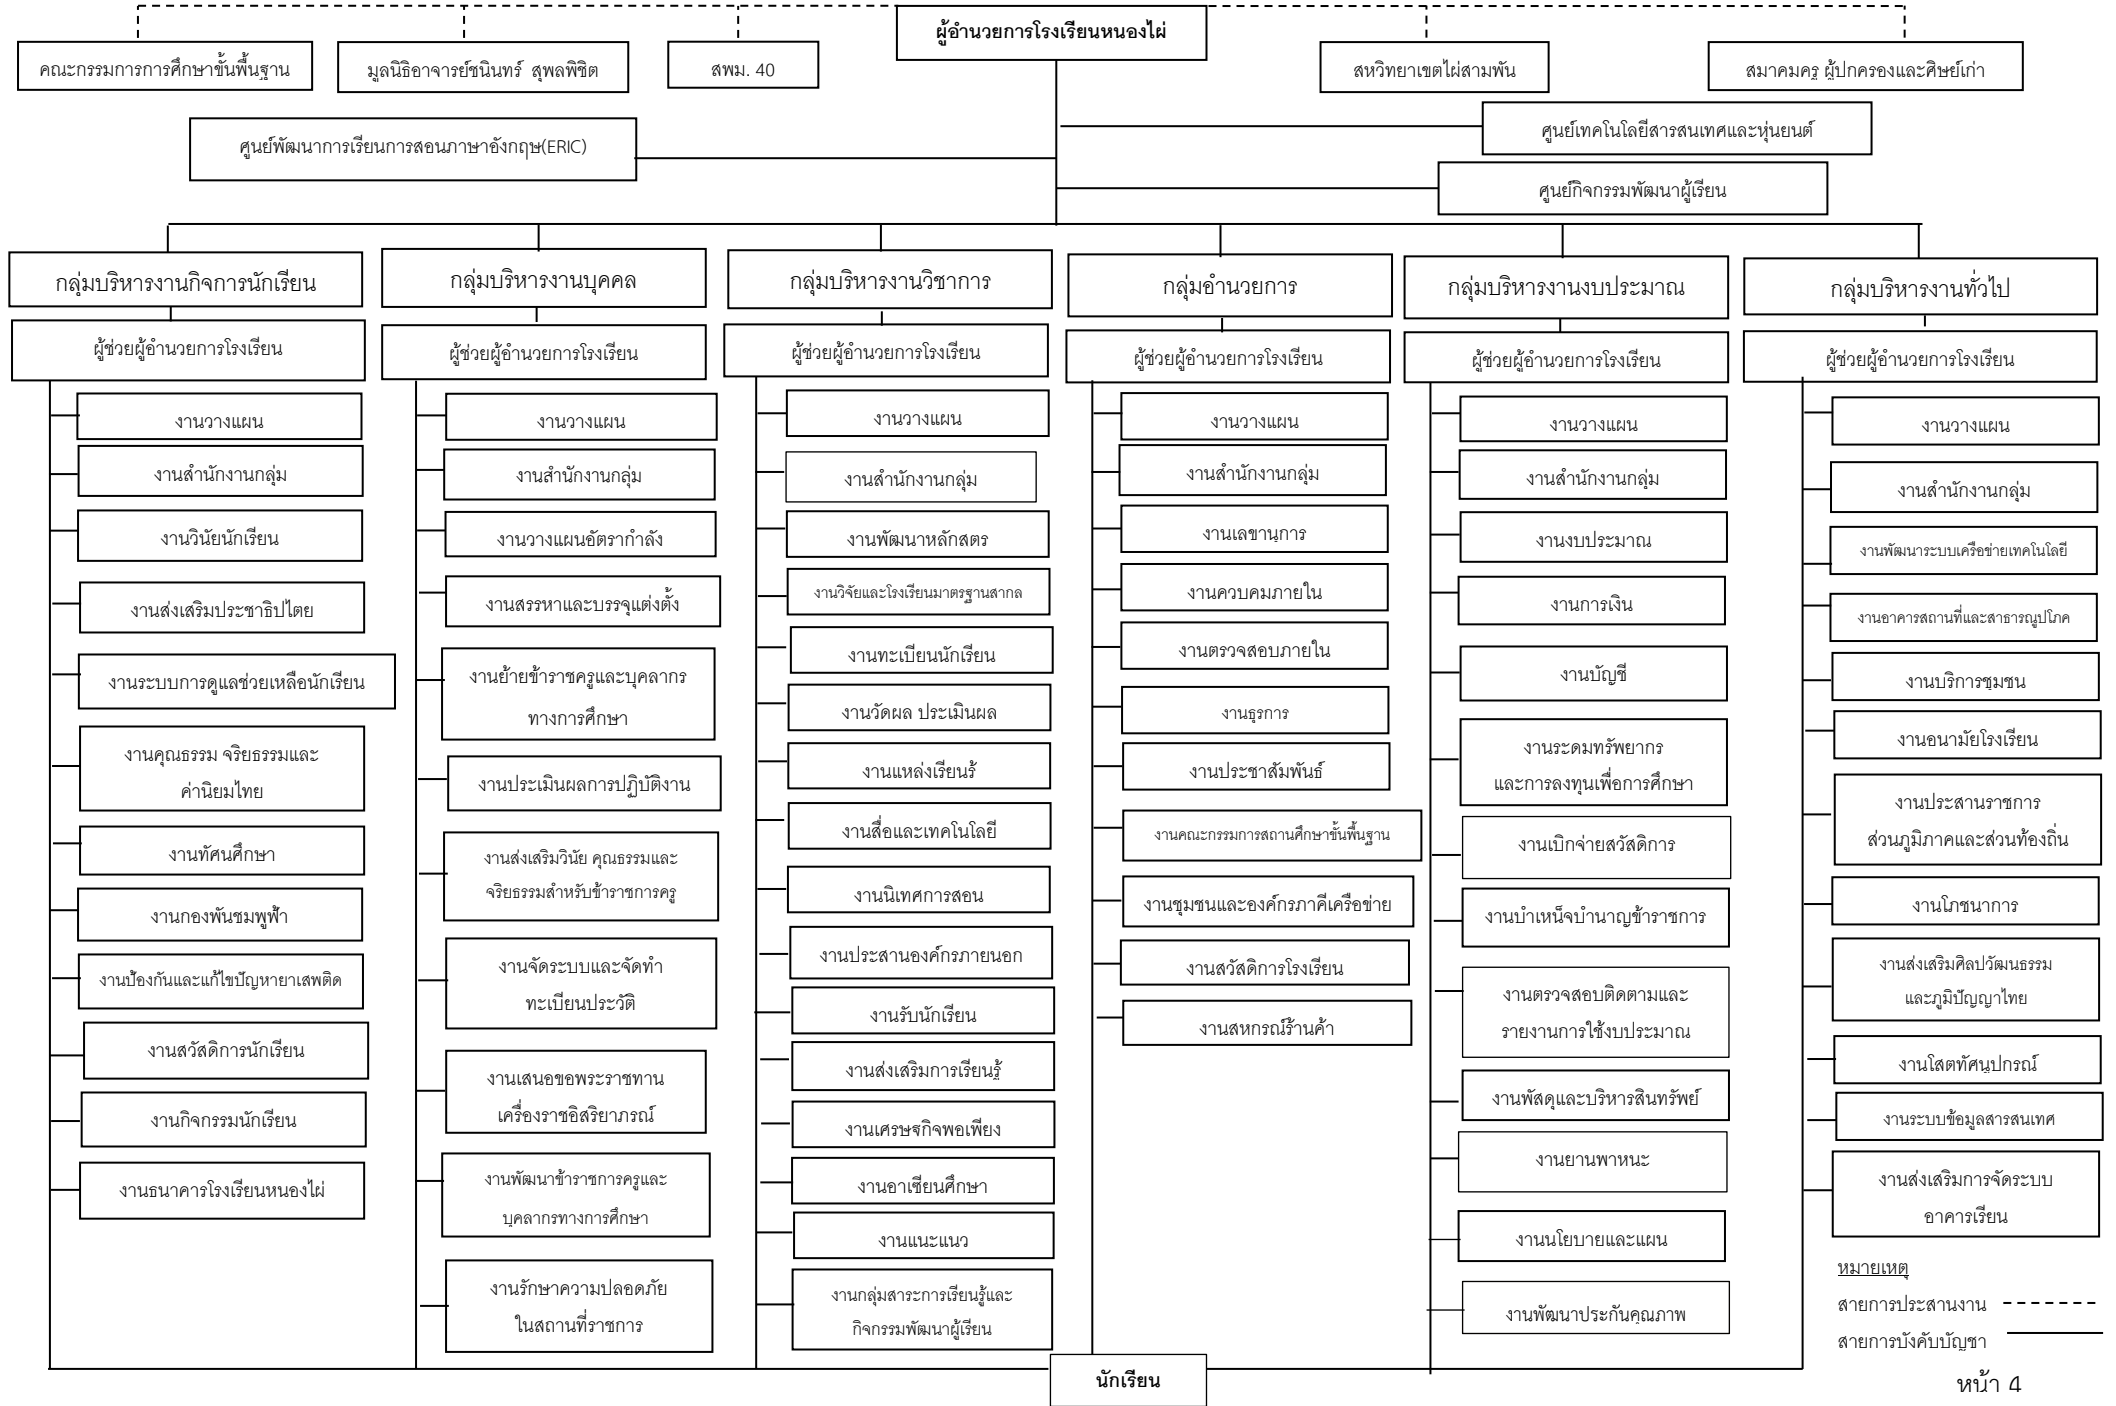 ผู้อำนวยการโรงเรียนหนองไผ่
คณะกรรมการการศึกษาขั้นพื้นฐาน
มูลนิธิอาจารย์ชนินทร์ สุพลพิชิต
สพม. 40
สหวิทยาเขตไผ่สามพัน
สมาคมครู ผู้ปกครองและศิษย์เก่า
ศูนย์พัฒนาการเรียนการสอนภาษาอังกฤษ(ERIC)
ศูนย์เทคโนโลยีสารสนเทศและหุ่นยนต์
ศูนย์กิจกรรมพัฒนาผู้เรียน
กลุ่มบริหารงานกิจการนักเรียน
ผู้ช่วยผู้อำนวยการโรงเรียน
งานวางแผน
งานสำนักงานกลุ่ม
งานวินัยนักเรียน
งานส่งเสริมประชาธิปไตย
งานระบบการดูแลช่วยเหลือนักเรียน
งานคุณธรรม จริยธรรมและ
ค่านิยมไทย
งานทัศนศึกษา
งานกองพันชมพูฟ้า
งานป้องกันและแก้ไขปัญหายาเสพติด
งานสวัสดิการนักเรียน
งานกิจกรรมนักเรียน
งานธนาคารโรงเรียนหนองไผ่
กลุ่มบริหารงานบุคคล
ผู้ช่วยผู้อำนวยการโรงเรียน
งานวางแผน
งานสำนักงานกลุ่ม
งานวางแผนอัตรากำลัง
งานสรรหาและบรรจุแต่งตั้ง
งานย้ายข้าราชครูและบุคลากร
ทางการศึกษา
งานประเมินผลการปฏิบัติงาน
งานส่งเสริมวินัย คุณธรรมและ
จริยธรรมสำหรับข้าราชการครู
งานจัดระบบและจัดทำ
ทะเบียนประวัติ
งานเสนอขอพระราชทาน
เครื่องราชอิสริยาภรณ์
งานพัฒนาข้าราชการครูและ
บุคลากรทางการศึกษา
งานรักษาความปลอดภัย
ในสถานที่ราชการ
กลุ่มบริหารงานวิชาการ
ผู้ช่วยผู้อำนวยการโรงเรียน
งานวางแผน
งานสำนักงานกลุ่ม
งานพัฒนาหลักสูตร
งานวิจัยและโรงเรียนมาตรฐานสากล
งานทะเบียนนักเรียน
งานวัดผล ประเมินผล
งานแหล่งเรียนรู้
งานสื่อและเทคโนโลยี
งานนิเทศการสอน
งานประสานองค์กรภายนอก
งานรับนักเรียน
งานส่งเสริมการเรียนรู้
งานเศรษฐกิจพอเพียง
งานอาเซียนศึกษา
งานแนะแนว
งานกลุ่มสาระการเรียนรู้และ
กิจกรรมพัฒนาผู้เรียน
กลุ่มอำนวยการ
ผู้ช่วยผู้อำนวยการโรงเรียน
งานวางแผน
งานสำนักงานกลุ่ม
งานเลขานุการ
งานควบคุมภายใน
งานตรวจสอบภายใน
งานธุรการ
งานประชาสัมพันธ์
งานคณะกรรมการสถานศึกษาขั้นพื้นฐาน
งานชุมชนและองค์กรภาคีเครือข่าย
งานสวัสดิการโรงเรียน
งานสหกรณ์ร้านค้า
กลุ่มบริหารงานงบประมาณ
ผู้ช่วยผู้อำนวยการโรงเรียน
งานวางแผน
งานสำนักงานกลุ่ม
งานงบประมาณ
งานการเงิน
งานบัญชี
งานระดมทรัพยากร
และการลงทุนเพื่อการศึกษา
งานเบิกจ่ายสวัสดิการ
งานบำเหน็จบำนาญข้าราชการ
งานตรวจสอบติดตามและ
รายงานการใช้งบประมาณ
งานพัสดุและบริหารสินทรัพย์
งานยานพาหนะ
งานนโยบายและแผน
งานพัฒนาประกันคุณภาพ
กลุ่มบริหารงานทั่วไป
ผู้ช่วยผู้อำนวยการโรงเรียน
งานวางแผน
งานสำนักงานกลุ่ม
งานพัฒนาระบบเครือข่ายเทคโนโลยี
งานอาคารสถานที่และสาธารณูปโภค
งานบริการชุมชน
งานอนามัยโรงเรียน
งานประสานราชการ
ส่วนภูมิภาคและส่วนท้องถิ่น
งานโภชนาการ
งานส่งเสริมศิลปวัฒนธรรม
และภูมิปัญญาไทย
งานโสตทัศนูปกรณ์
งานระบบข้อมูลสารสนเทศ
งานส่งเสริมการจัดระบบ
อาคารเรียน
หมายเหตุ
สายการประสานงาน
สายการบังคับบัญชา
นักเรียน
หน้า 4